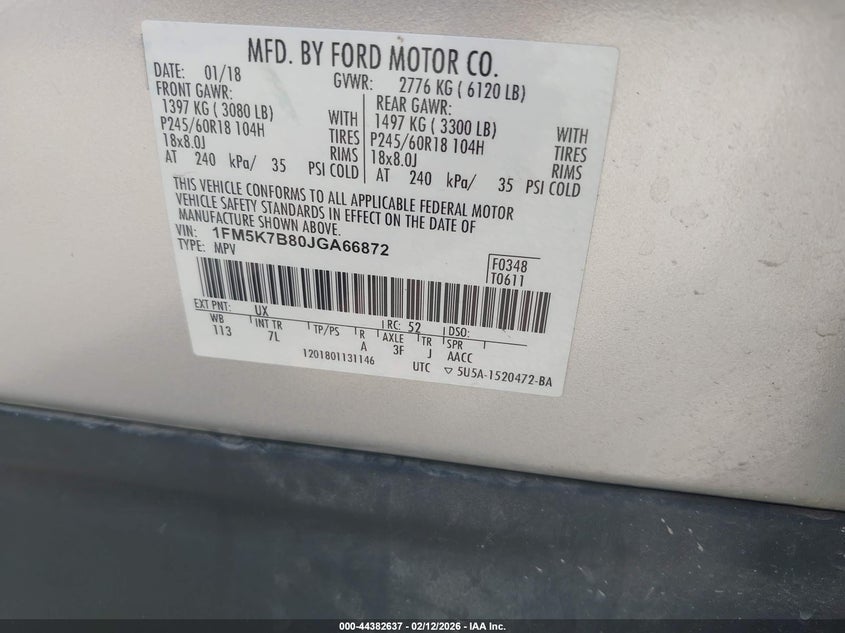 MFD. BY FORD MOTOR CO.
DATE: 01/18 GVWR: 2776 KG ( 6120 LB)
FRONT GAWR: REAR GAWR:
1397 KG ( 3080 LB) WITH 1497 KG ( 3300 LB) WITH
P245/60R18 104H TIRES P245/60R18 104H TIRES
18x8.0J RIMS 18x8.0J RIMS
AT 240 kPa/ 35 PSI COLD AT 240 kPa/ 35 PSI COLD
THIS VEHICLE CONFORMS TO ALL APPLICABLE FEDERAL MOTOR
VEHICLE SAFETY STANDARDS IN EFFECT ON THE DATE OF
MANUFACTURE SHOWN ABOVE.
VIN: 1FM5K7B80JGA66872
TYPE: MPV
F0348
T0611
EXT PNT: UX RC: 52 DSO:
WB INT TR TP/PS R AXLE TR SPR
113 7L A 3F J AACC
1201801131146 UTC ▽ 5U5A-1520472-BA
000-44382637 - 02/12/2026 - IAA Inc.